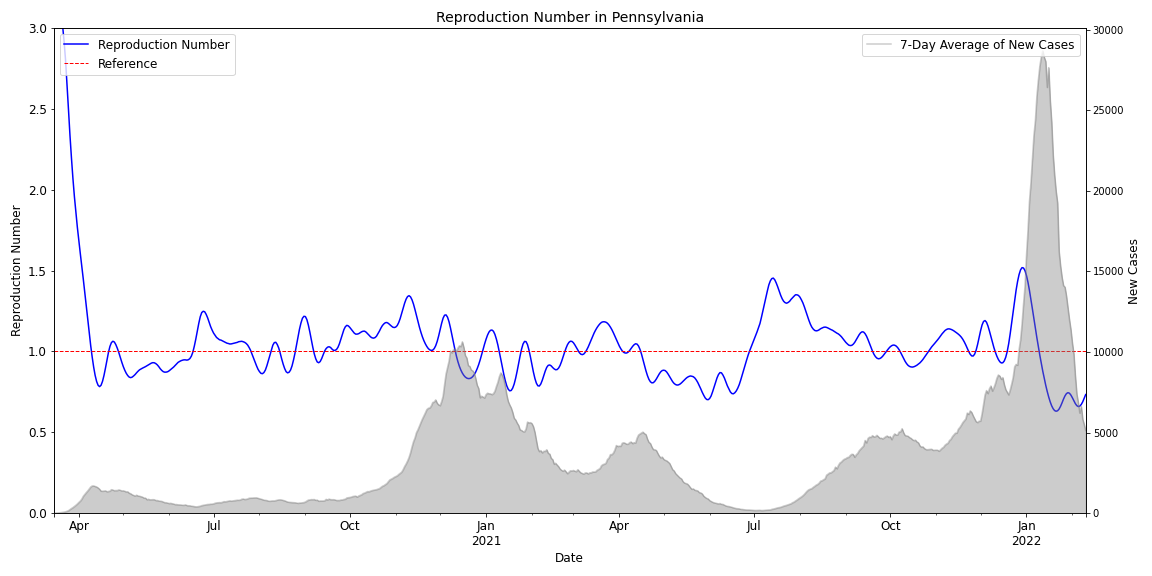 Reproduction Number in Pennsylvania
Reproduction Number
Reference
7-Day Average of New Cases
3.0
2.5
2.0
1.5
1.0
0.5
0.0
Reproduction Number
30000
25000
20000
15000
10000
5000
0
New Cases
Apr Jul Oct Jan Apr Jul Oct Jan
2021 2022
Date